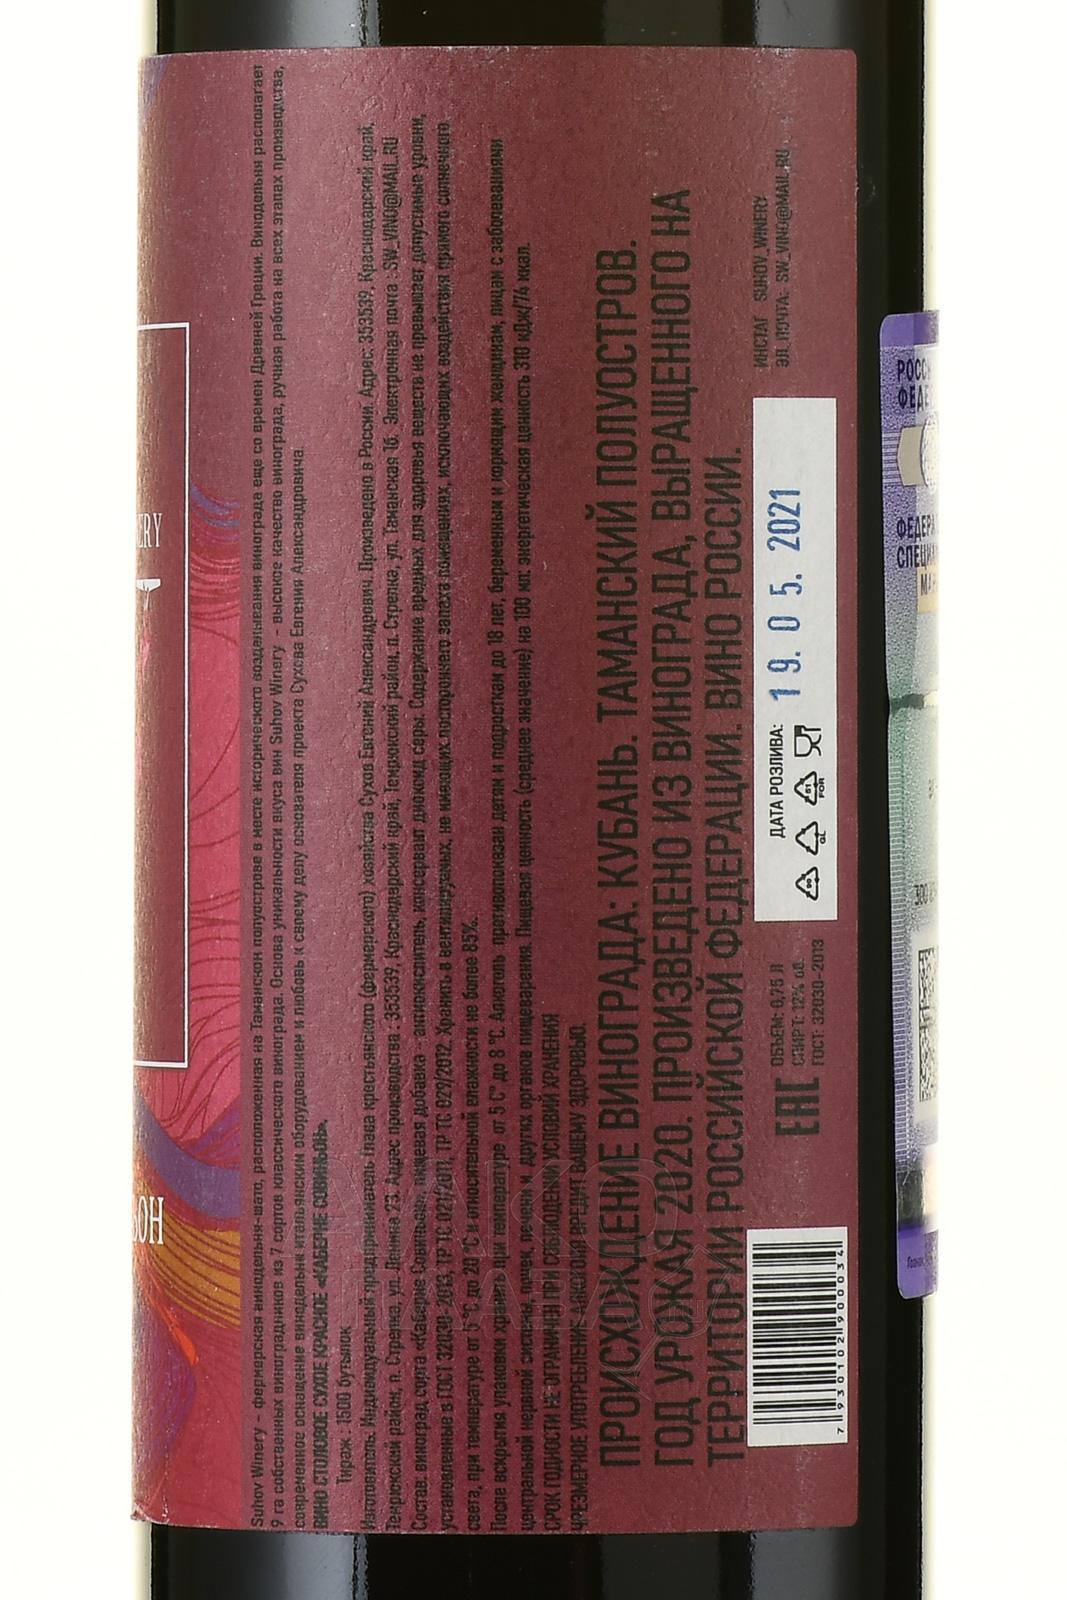 Suhov Winery – фермерская винодельня-шато, расположенная на Таманском полуострове в месте исторического возделывания винограда еще со времен Древней Греции. Винодельня располагает
9 га собственных виноградников из 7 сортов классического винограда. Основа уникальности вкуса вин Suhov Winery - высокое качество винограда, ручная работа на всех этапах производства,
современное оснащение винодельни итальянским оборудованием и любовь к своему делу основателя проекта Сухова Евгения Александровича.
ВИНО СТОЛОВОЕ СУХОЕ КРАСНОЕ «КАБЕРНЕ СОВИНЬОН».
Тираж: 1500 бутылок
Изготовитель: Индивидуальный предприниматель Глава крестьянского (фермерского) хозяйства Сухов Евгений Александрович. Произведено в России. Адрес: 353539, Краснодарский край,
Темрюкский район, п. Стрелка, ул. Ленина 23. Адрес производства: 353539, Краснодарский край, Темрюкский район, п. Стрелка, ул. Таманская 16. Электронная почта: SW_VINO@MAIL.RU
Состав: виноград сорта «Каберне Совиньон», пищевая добавка - антиокислитель, консервант диоксид серы. Содержание вредных для здоровья веществ не превышает допустимые уровни,
установленные в ГОСТ 32030-2013, ТР ТС 021/2011, ТР ТС 029/2012. Хранить в вентилируемых, не имеющих постороннего запаха помещениях, исключающих воздействия прямого солнечного
света, при температуре от 5 °C до 20 °C и относительной влажности не более 85%.
После вскрытия упаковки хранить при температуре от 5 C° до 8 °C. Алкоголь противопоказан детям и подросткам до 18 лет, беременным и кормящим женщинам, лицам с заболеваниями
центральной нервной системы, почек, печени и других органов пищеварения. Пищевая ценность (среднее значение) на 100 мл: энергетическая ценность 310 кДж/74 ккал.
СРОК ГОДНОСТИ НЕ ОГРАНИЧЕН ПРИ СОБЛЮДЕНИИ УСЛОВИЙ ХРАНЕНИЯ
ЧРЕЗМЕРНОЕ УПОТРЕБЛЕНИЕ АЛКОГОЛЯ ВРЕДИТ ВАШЕМУ ЗДОРОВЬЮ.
ПРОИСХОЖДЕНИЕ ВИНОГРАДА: КУБАНЬ. ТАМАНСКИЙ ПОЛУОСТРОВ.
ГОД УРОЖАЯ 2020. ПРОИЗВЕДЕНО ИЗ ВИНОГРАДА, ВЫРАЩЕННОГО НА
ТЕРРИТОРИИ РОССИЙСКОЙ ФЕДЕРАЦИИ. ВИНО РОССИИ.
7 930102 900034
ЕАС
ОБЪЕМ: 0,75 Л
СПИРТ: 12% об.
ГОСТ: 32030-2013
ДАТА РОЗЛИВА:
19. 05. 2021
GL
61
FOR
ИНСТАГ SUHOV_WINERY
ЭЛ. ПОЧТА: SW_VINO@MAIL.RU
ERY
ЬОН